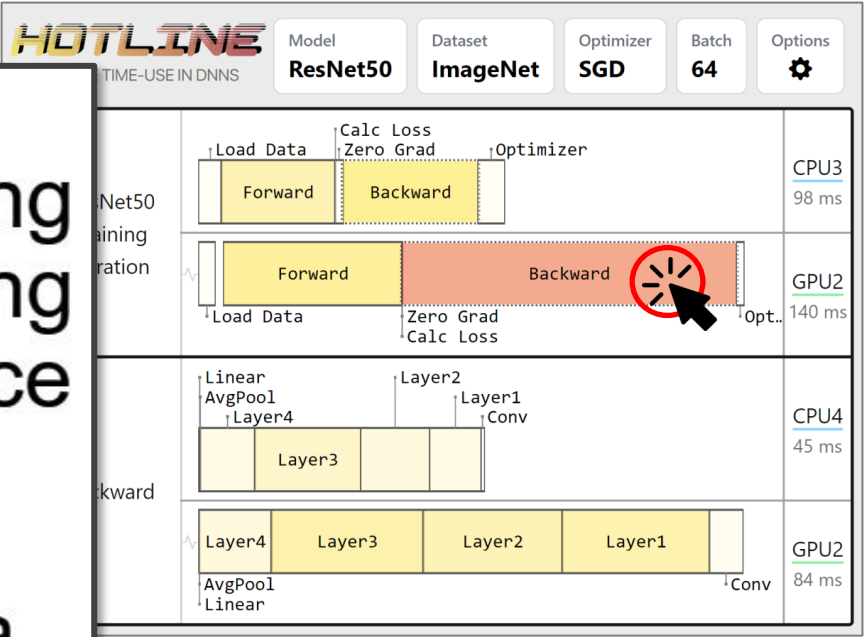 HOTLINE
TIME-USE IN DNNS
Model
ResNet50
Dataset
ImageNet
Optimizer
SGD
Batch
64
Options
ng
ng
ce
sNet50
aining
ration
Calc Loss
Load Data
Zero Grad
Optimizer
Forward
Backward
CPU3
98 ms
Forward
Backward
Load Data
Zero Grad
Opt..
Calc Loss
GPU2
140 ms
ckward
Linear
Layer2
AvgPool
Layer1
Layer4
Conv
Layer3
CPU4
45 ms
Layer4
Layer3
Layer2
Layer1
AvgPool
Conv
Linear
GPU2
84 ms